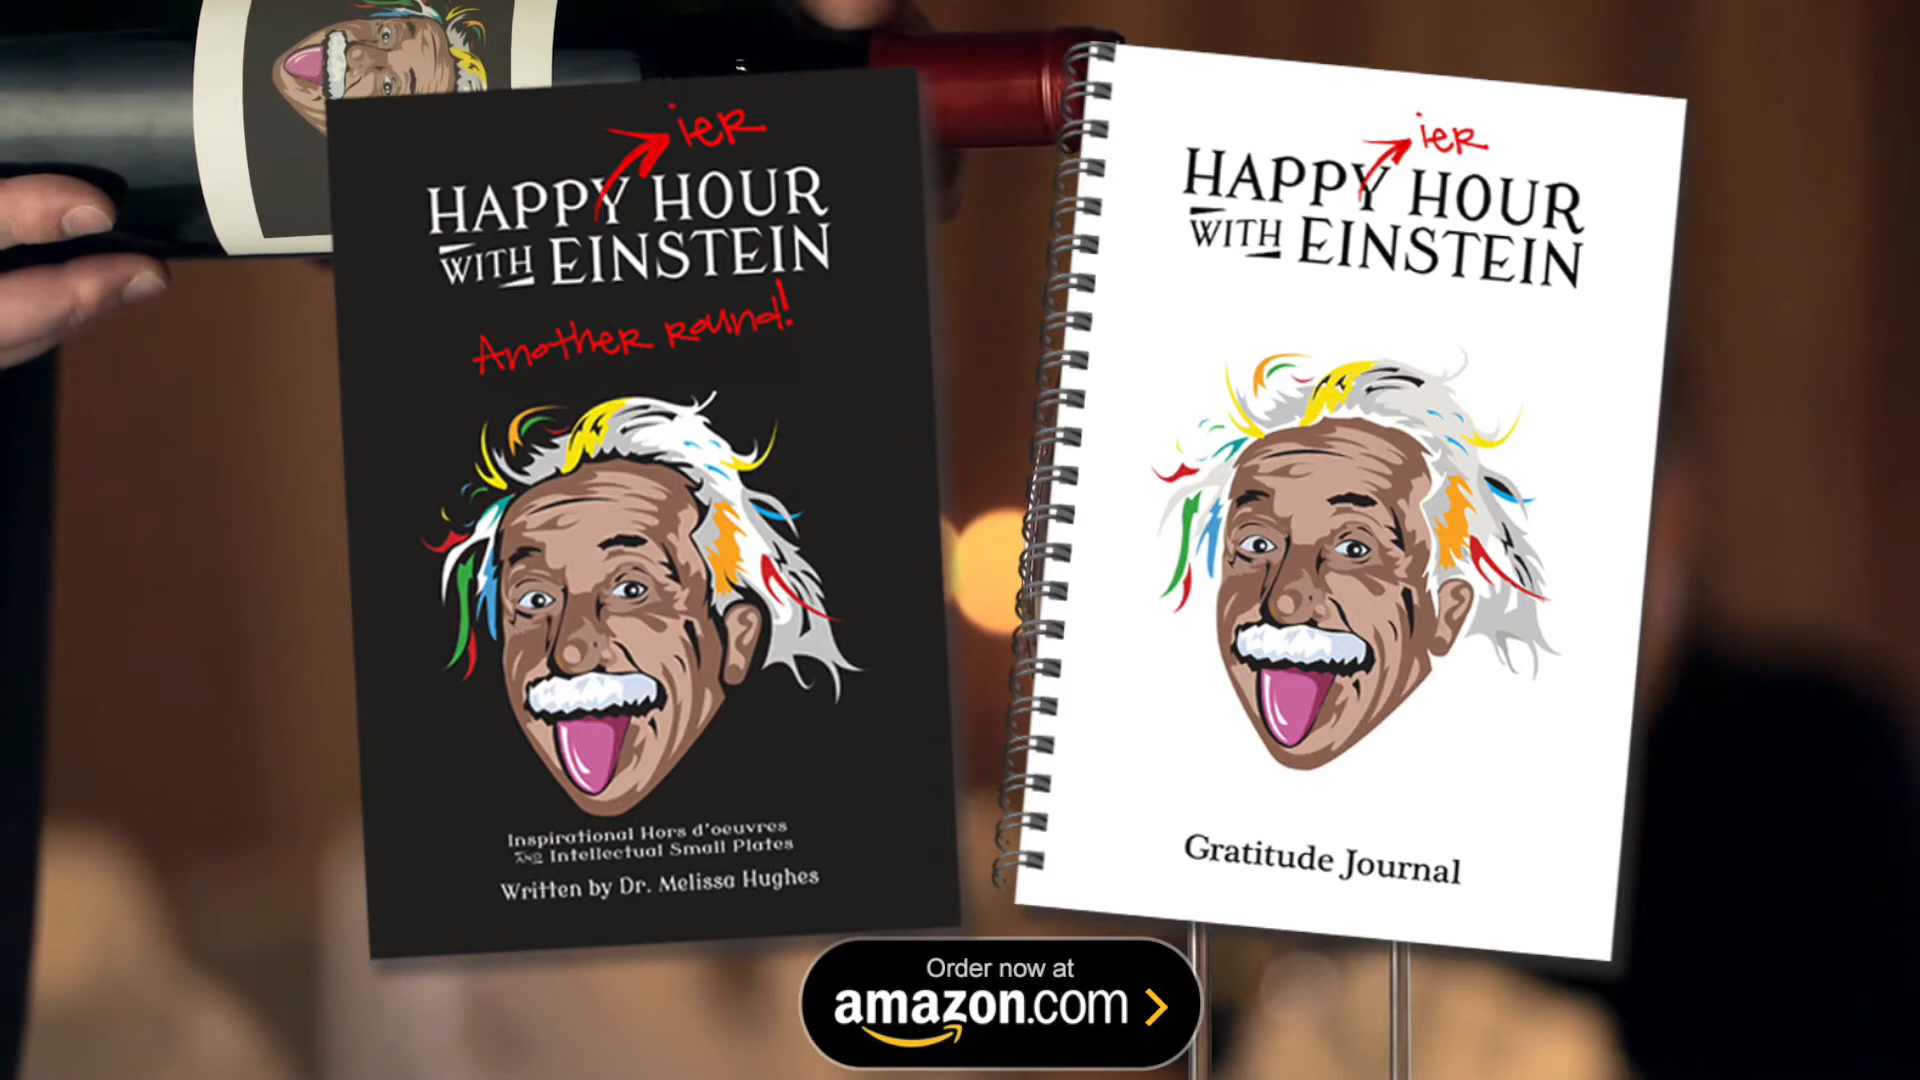 ier
HAPPY HOUR
WITH EINSTEIN
Another round!
Inspirational Hors d'oeuvres
AND Intellectual Small Plates
Written by Dr. Melissa Hughes
ier
HAPPY HOUR
WITH EINSTEIN
Gratitude Journal
Order now at
amazon.com